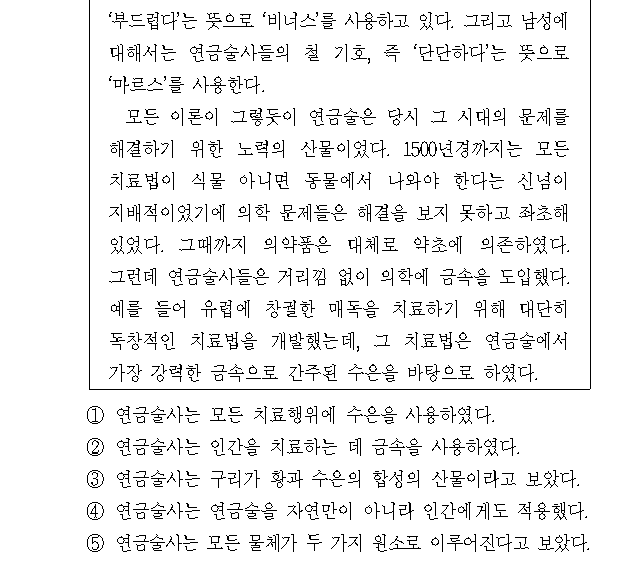 ‘부드럽다’는 뜻으로 ‘비너스’를 사용하고 있다. 그리고 남성에
대해서는 연금술사들의 철 기호, 즉 ‘단단하다’는 뜻으로
‘마르스’를 사용한다.
모든 이론이 그렇듯이 연금술은 당시 그 시대의 문제를
해결하기 위한 노력의 산물이었다. 1500년경까지는 모든
치료법이 식물 아니면 동물에서 나와야 한다는 신념이
지배적이었기에 의학 문제들은 해결을 보지 못하고 좌초해
있었다. 그때까지 의약품은 대체로 약초에 의존하였다.
그런데 연금술사들은 거리낌 없이 의학에 금속을 도입했다.
예를 들어 유럽에 창궐한 매독을 치료하기 위해 대단히
독창적인 치료법을 개발했는데, 그 치료법은 연금술에서
가장 강력한 금속으로 간주된 수은을 바탕으로 하였다.
① 연금술사는 모든 치료행위에 수은을 사용하였다.
② 연금술사는 인간을 치료하는 데 금속을 사용하였다.
③ 연금술사는 구리가 황과 수은의 합성의 산물이라고 보았다.
④ 연금술사는 연금술을 자연만이 아니라 인간에게도 적용했다.
⑤ 연금술사는 모든 물체가 두 가지 원소로 이루어진다고 보았다.